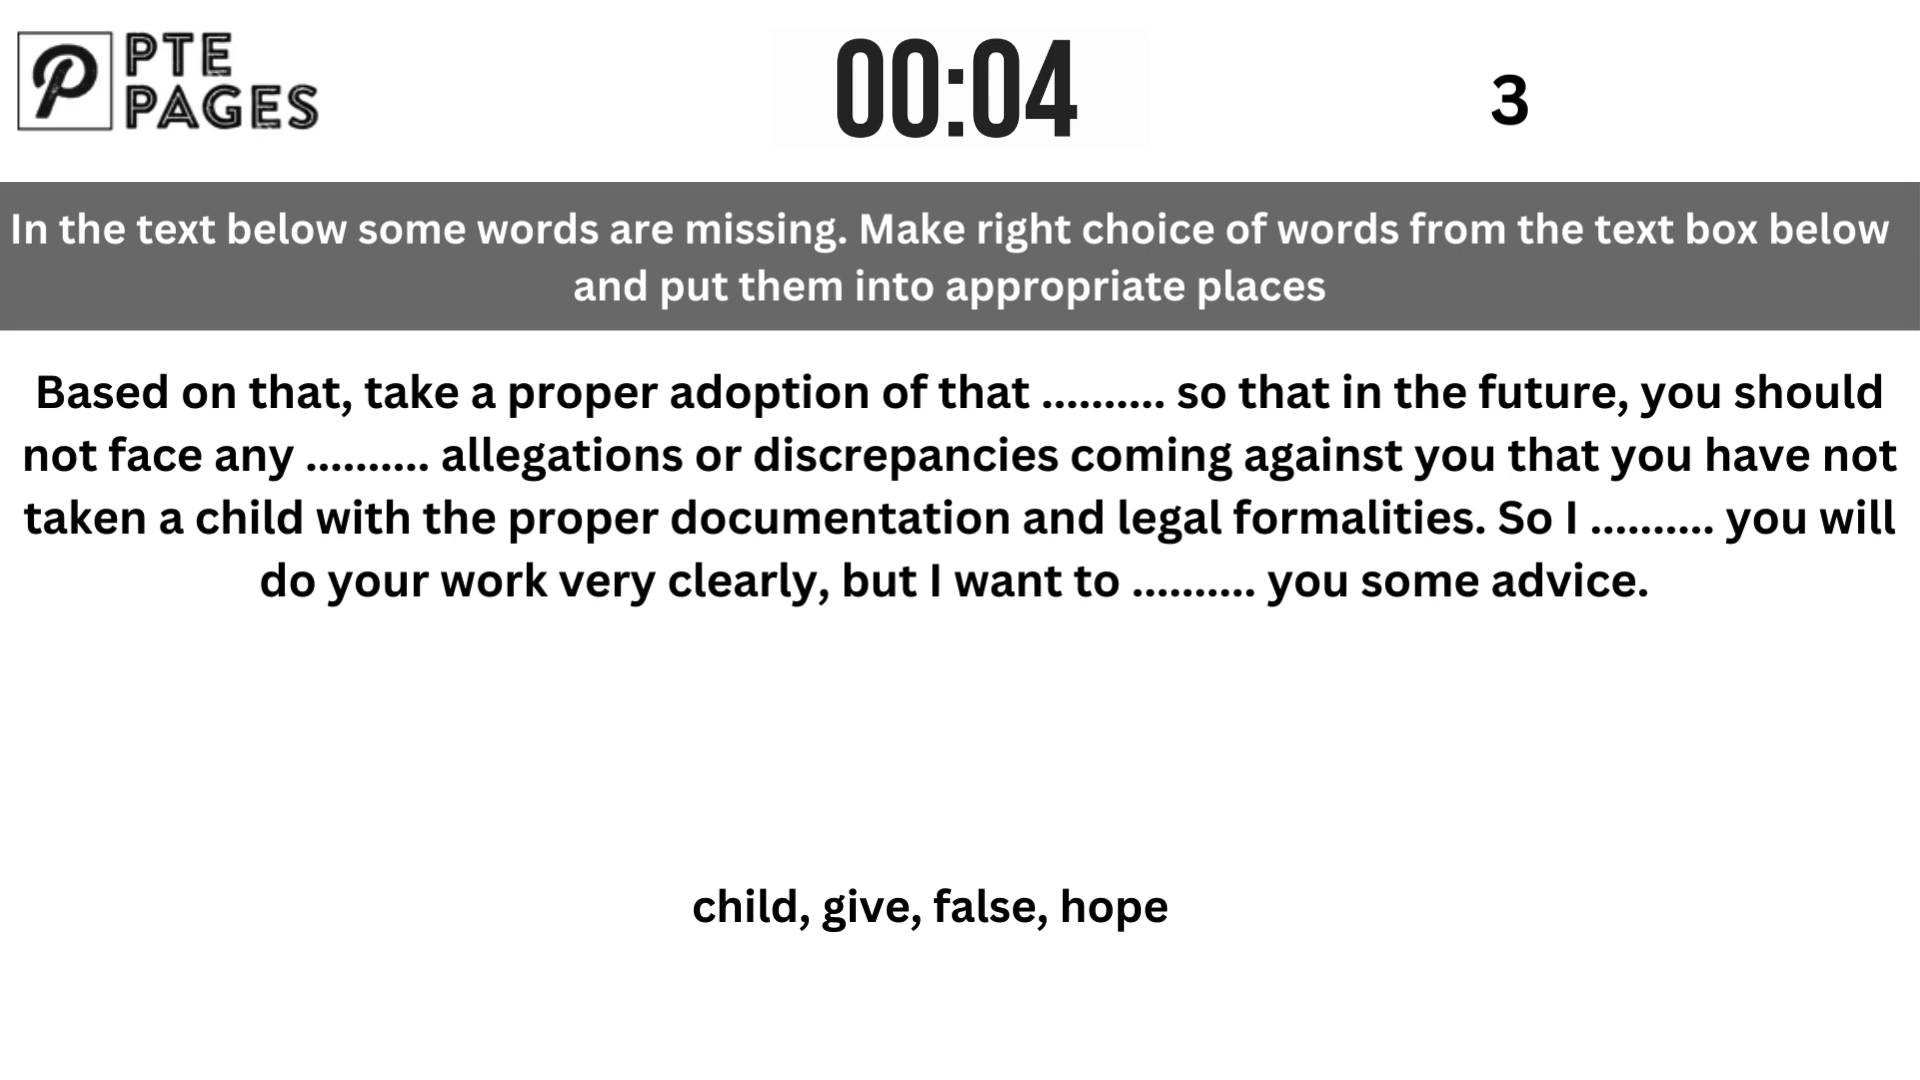 PTE
PAGES
00:04
3
In the text below some words are missing. Make right choice of words from the text box below
and put them into appropriate places
Based on that, take a proper adoption of that .......... so that in the future, you should
not face any .......... allegations or discrepancies coming against you that you have not
taken a child with the proper documentation and legal formalities. So I .......... you will
do your work very clearly, but I want to .......... you some advice.
child, give, false, hope